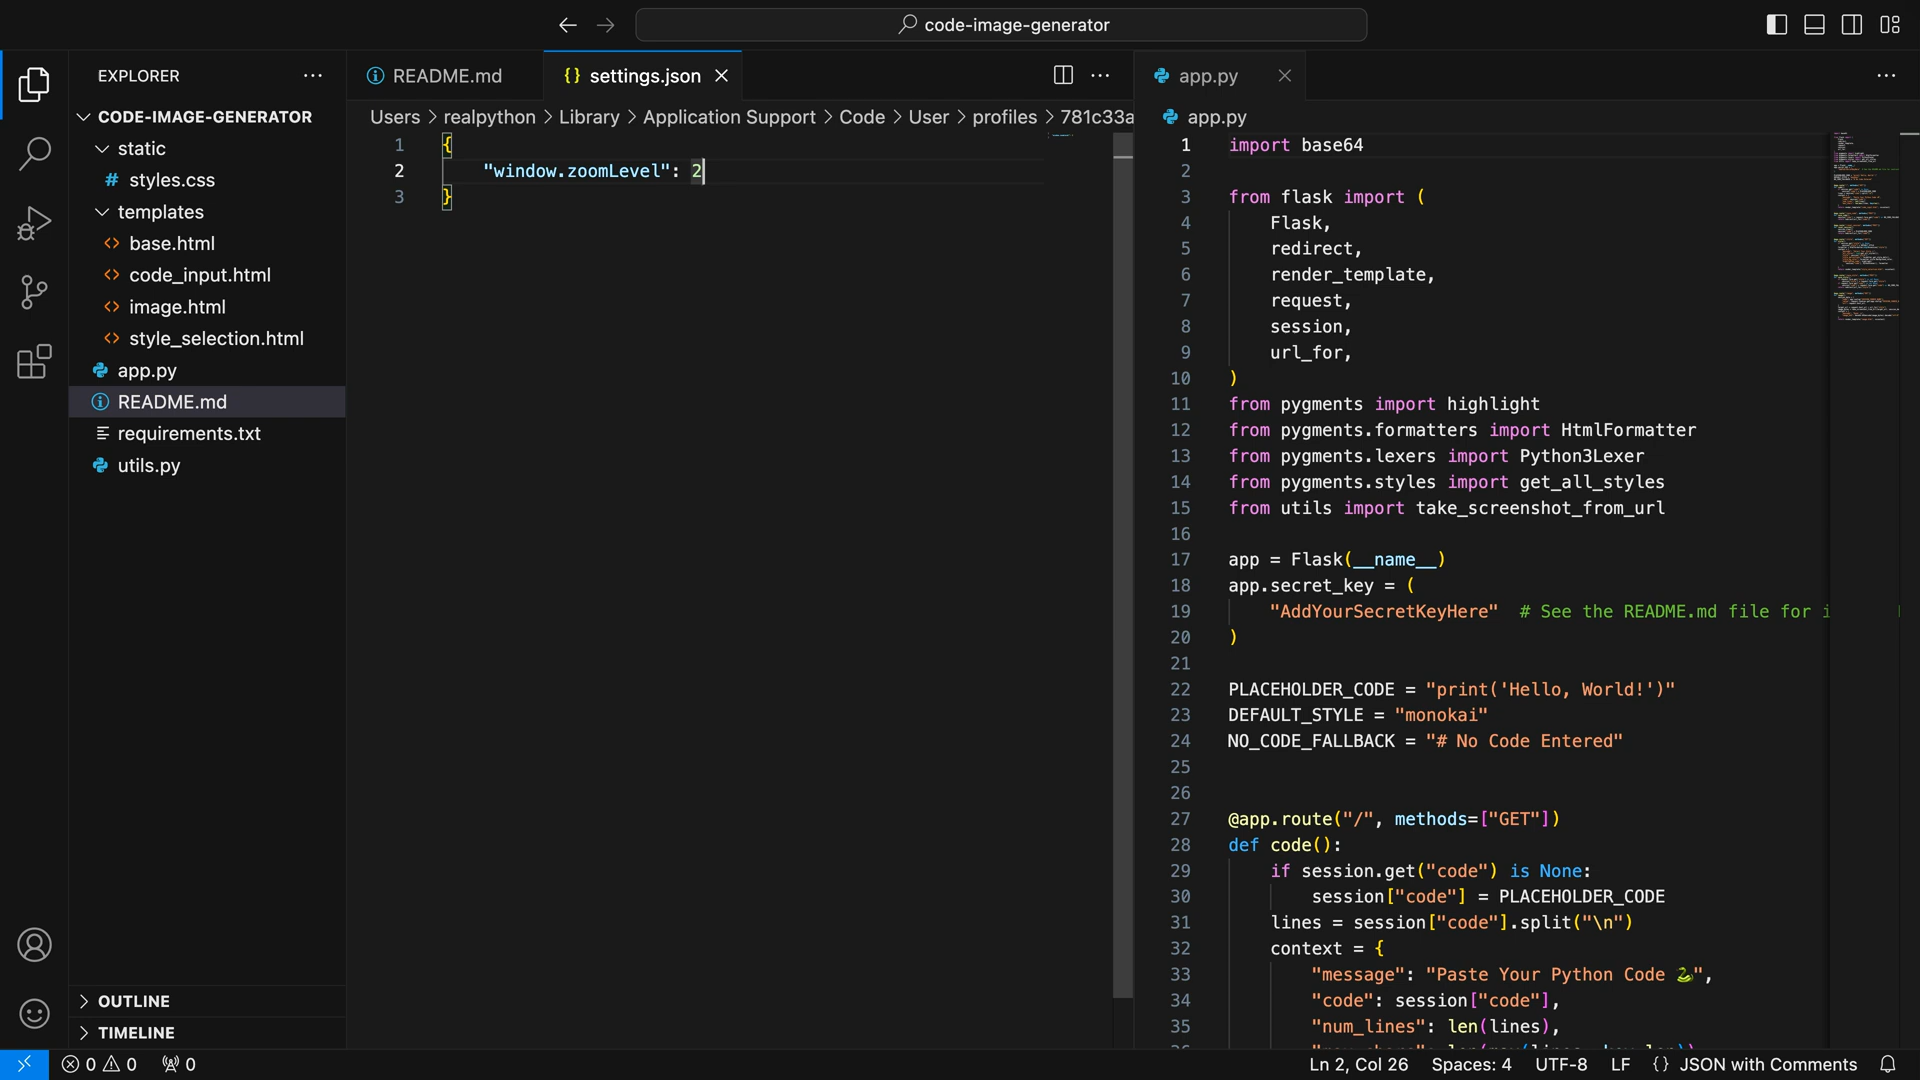 code-image-generator
EXPLORER
CODE-IMAGE-GENERATOR
static
# styles.css
templates
<> base.html
<> code_input.html
<> image.html
<> style_selection.html
app.py
README.md
requirements.txt
utils.py
OUTLINE
TIMELINE
README.md
{} settings.json
Users > realpython > Library > Application Support > Code > User > profiles > 781c33a
1 {
2 "window.zoomLevel": 2
3 }
app.py
app.py
1 import base64
2
3 from flask import (
4 Flask,
5 redirect,
6 render_template,
7 request,
8 session,
9 url_for,
10 )
11 from pygments import highlight
12 from pygments.formatters import HtmlFormatter
13 from pygments.lexers import Python3Lexer
14 from pygments.styles import get_all_styles
15 from utils import take_screenshot_from_url
16
17 app = Flask(__name__)
18 app.secret_key = (
19 "AddYourSecretKeyHere" # See the README.md file for i
20 )
21
22 PLACEHOLDER_CODE = "print('Hello, World!')"
23 DEFAULT_STYLE = "monokai"
24 NO_CODE_FALLBACK = "# No Code Entered"
25
26
27 @app.route("/", methods=["GET"])
28 def code():
29 if session.get("code") is None:
30 session["code"] = PLACEHOLDER_CODE
31 lines = session["code"].split("\n")
32 context = {
33 "message": "Paste Your Python Code 🐍",
34 "code": session["code"],
35 "num_lines": len(lines),
0 0 0
Ln 2, Col 26 Spaces: 4 UTF-8 LF {} JSON with Comments